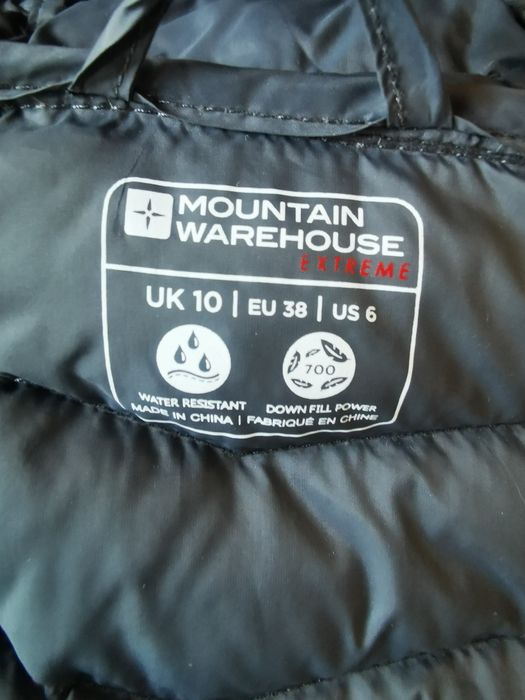 MOUNTAIN
WAREHOUSE
EXTREME
UK 10 | EU 38 | US 6
700
WATER RESISTANT DOWN FILL POWER
MADE IN CHINA | FABRIQUÉ EN CHINE